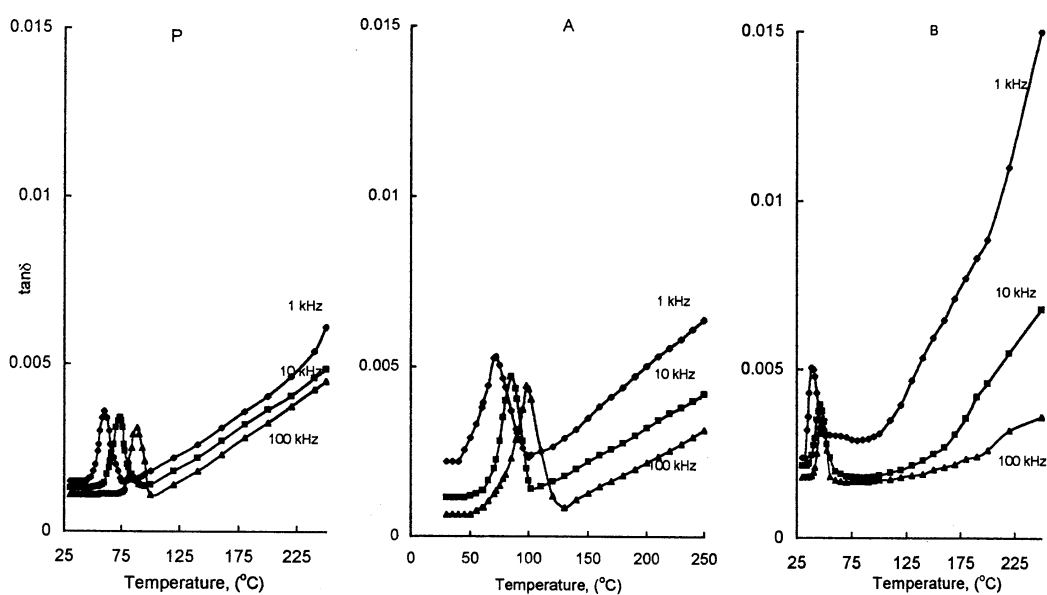 P
0.015
0.01
0.005
0
tanδ
1 kHz
10 kHz
100 kHz
25 75 125 175 225
Temperature, (°C)
A
0.015
0.01
0.005
0
1 kHz
10 kHz
100 kHz
0 50 100 150 200 250
Temperature, (°C)
B
0.015
0.01
0.005
0
1 kHz
10 kHz
100 kHz
25 75 125 175 225
Temperature, (°C)